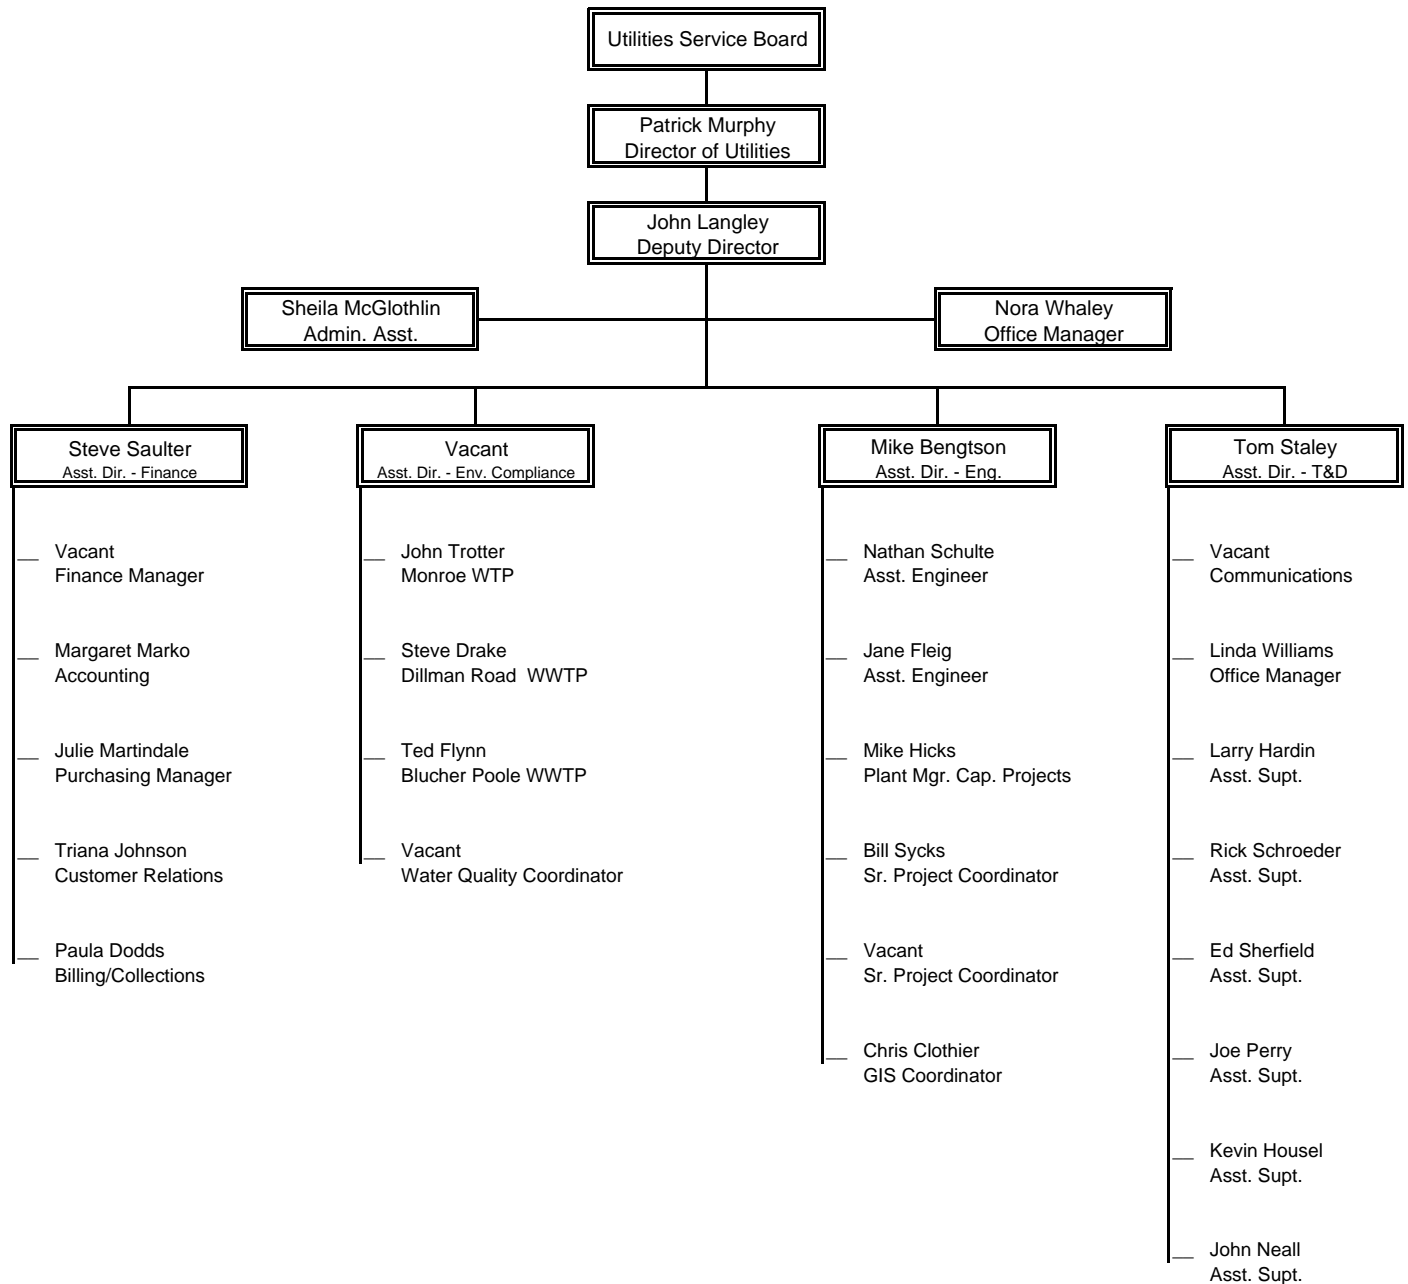 Utilities Service Board
Patrick Murphy
Director of Utilities
John Langley
Deputy Director
Sheila McGlothlin
Admin. Asst.
Nora Whaley
Office Manager
Steve Saulter
Asst. Dir. - Finance
Vacant
Finance Manager
Margaret Marko
Accounting
Julie Martindale
Purchasing Manager
Triana Johnson
Customer Relations
Paula Dodds
Billing/Collections
Vacant
Asst. Dir. - Env. Compliance
John Trotter
Monroe WTP
Steve Drake
Dillman Road  WWTP
Ted Flynn
Blucher Poole WWTP
Vacant
Water Quality Coordinator
Mike Bengtson
Asst. Dir. - Eng.
Nathan Schulte
Asst. Engineer
Jane Fleig
Asst. Engineer
Mike Hicks
Plant Mgr. Cap. Projects
Bill Sycks
Sr. Project Coordinator
Vacant
Sr. Project Coordinator
Chris Clothier
GIS Coordinator
Tom Staley
Asst. Dir. - T&D
Vacant
Communications
Linda Williams
Office Manager
Larry Hardin
Asst. Supt.
Rick Schroeder
Asst. Supt.
Ed Sherfield
Asst. Supt.
Joe Perry
Asst. Supt.
Kevin Housel
Asst. Supt.
John Neall
Asst. Supt.